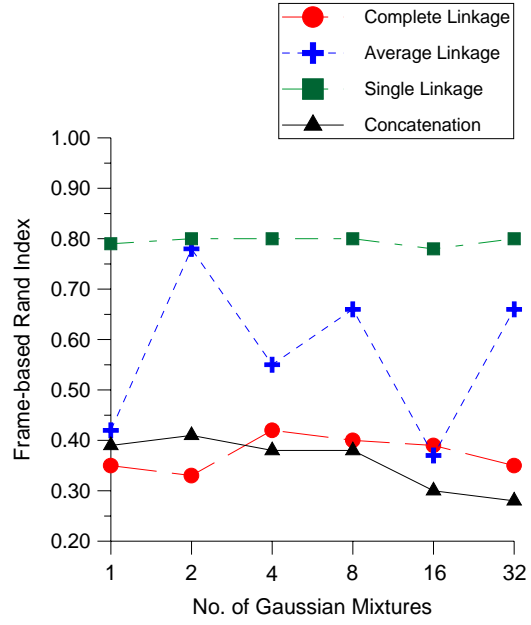 Complete Linkage
Average Linkage
Single Linkage
Concatenation
1.00
0.90
0.80
0.70
0.60
0.50
0.40
0.30
0.20
Frame-based Rand Index
1 2 4 8 16 32
No. of Gaussian Mixtures